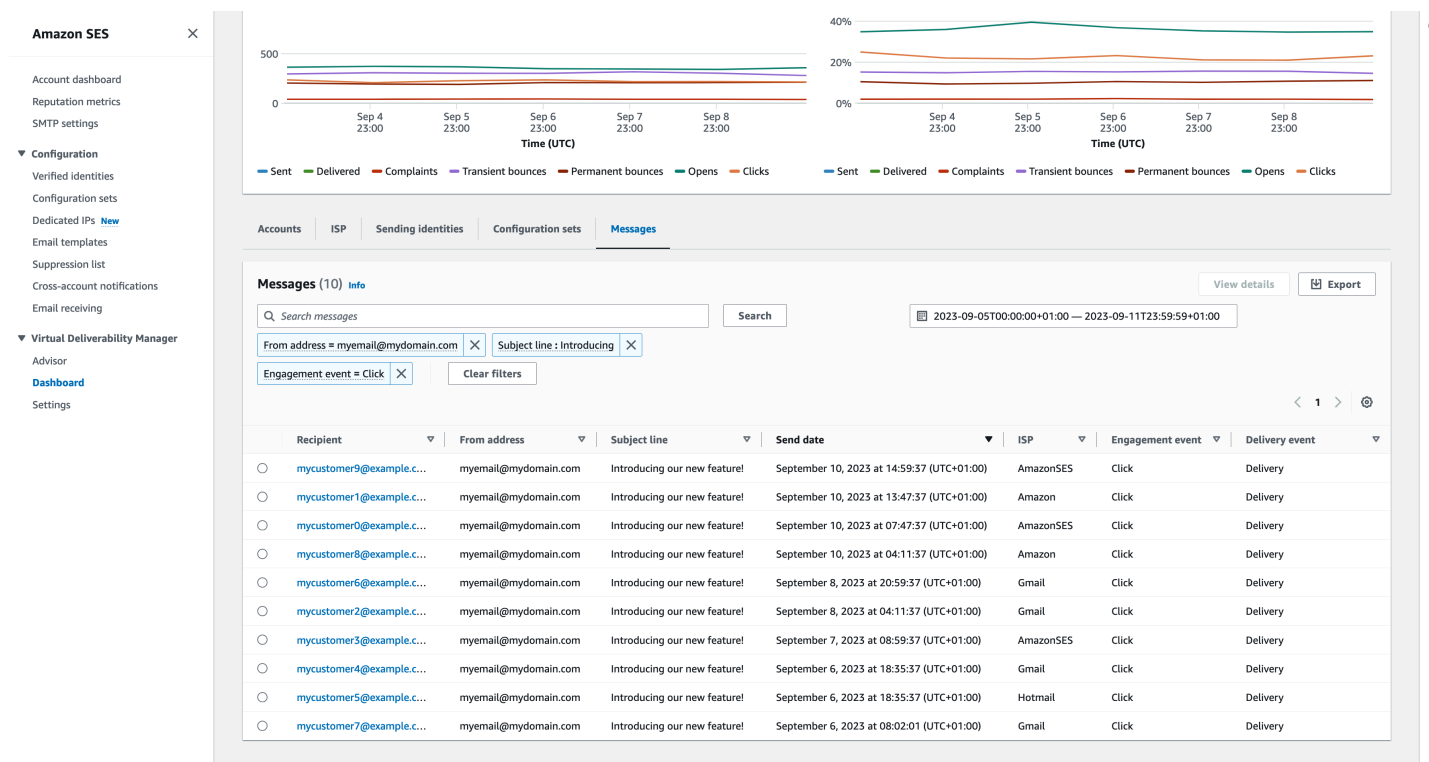 Amazon SES
Account dashboard
Reputation metrics
SMTP settings
Configuration
Verified identities
Configuration sets
Dedicated IPs New
Email templates
Suppression list
Cross-account notifications
Email receiving
Virtual Deliverability Manager
Advisor
Dashboard
Settings
500
0
Sep 4 Sep 5 Sep 6 Sep 7 Sep 8
23:00 23:00 23:00 23:00 23:00
Time (UTC)
Sent Delivered Complaints Transient bounces Permanent bounces Opens Clicks
40%
20%
0%
Sep 4 Sep 5 Sep 6 Sep 7 Sep 8
23:00 23:00 23:00 23:00 23:00
Time (UTC)
Sent Delivered Complaints Transient bounces Permanent bounces Opens Clicks
Accounts ISP Sending identities Configuration sets Messages
Messages (10) Info View details Export
Search messages Search 2023-09-05T00:00:00+01:00 — 2023-09-11T23:59:59+01:00
From address = myemail@mydomain.com Subject line : Introducing
Engagement event = Click Clear filters
1
Recipient From address Subject line Send date ISP Engagement event Delivery event
mycustomer9@example.c... myemail@mydomain.com Introducing our new feature! September 10, 2023 at 14:59:37 (UTC+01:00) AmazonSES Click Delivery
mycustomer1@example.c... myemail@mydomain.com Introducing our new feature! September 10, 2023 at 13:47:37 (UTC+01:00) Amazon Click Delivery
mycustomer0@example.c... myemail@mydomain.com Introducing our new feature! September 10, 2023 at 07:47:37 (UTC+01:00) AmazonSES Click Delivery
mycustomer8@example.c... myemail@mydomain.com Introducing our new feature! September 10, 2023 at 04:11:37 (UTC+01:00) Amazon Click Delivery
mycustomer6@example.c... myemail@mydomain.com Introducing our new feature! September 8, 2023 at 20:59:37 (UTC+01:00) Gmail Click Delivery
mycustomer2@example.c... myemail@mydomain.com Introducing our new feature! September 8, 2023 at 04:11:37 (UTC+01:00) Gmail Click Delivery
mycustomer3@example.c... myemail@mydomain.com Introducing our new feature! September 7, 2023 at 08:59:37 (UTC+01:00) AmazonSES Click Delivery
mycustomer4@example.c... myemail@mydomain.com Introducing our new feature! September 6, 2023 at 18:35:37 (UTC+01:00) Gmail Click Delivery
mycustomer5@example.c... myemail@mydomain.com Introducing our new feature! September 6, 2023 at 18:35:37 (UTC+01:00) Hotmail Click Delivery
mycustomer7@example.c... myemail@mydomain.com Introducing our new feature! September 6, 2023 at 08:02:01 (UTC+01:00) Gmail Click Delivery